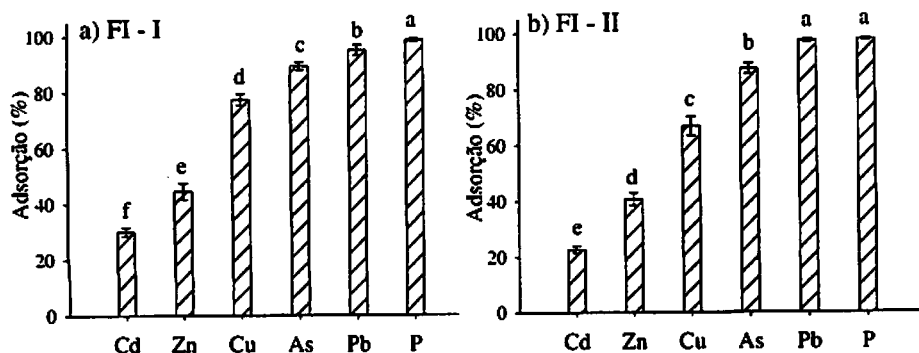 a) FI - I
Adsorção (%)
100
80
60
40
20
0
f
e
d
c
b
a
Cd Zn Cu As Pb P
b) FI - II
Adsorção (%)
100
80
60
40
20
0
e
d
c
b
a
a
Cd Zn Cu As Pb P